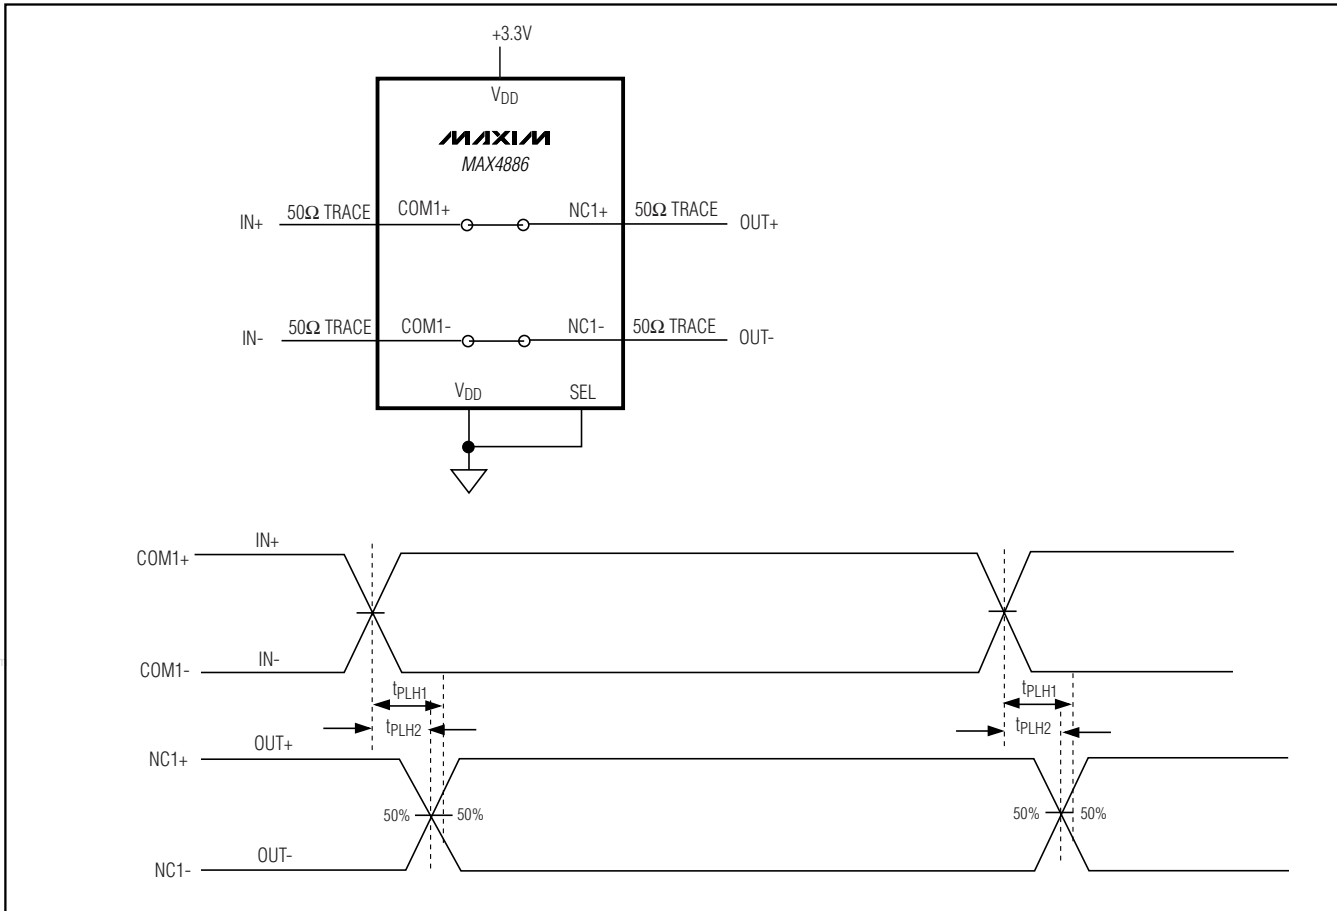 +3.3V
VDD
MAXIM
MAX4886
IN+ 50Ω TRACE COM1+ NC1+ 50Ω TRACE OUT+
IN- 50Ω TRACE COM1- NC1- 50Ω TRACE OUT-
VDD SEL
COM1+ IN+
COM1- IN-
tPLH1 tPLH1
tPLH2 tPLH2
NC1+ OUT+
50% 50% 50% 50%
NC1- OUT-